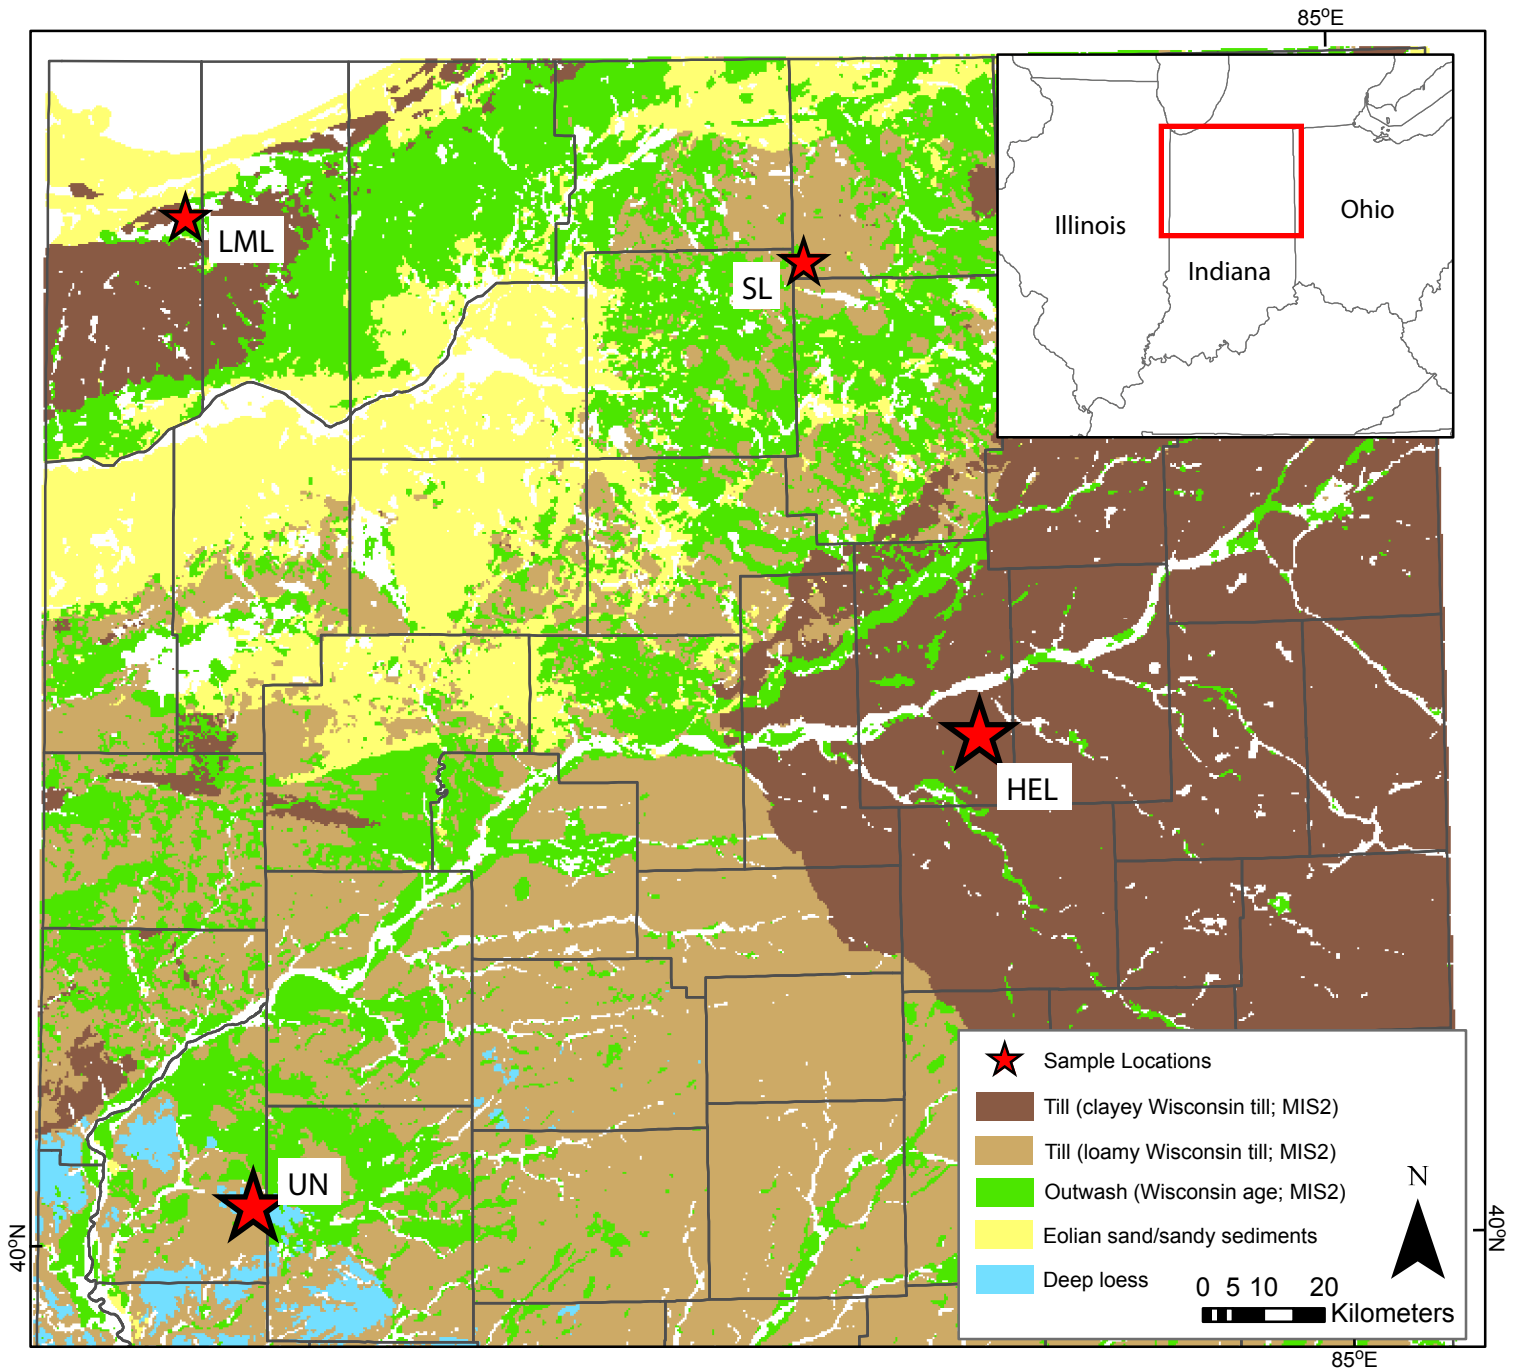 85°E
Illinois
Ohio
Indiana
LML
SL
HEL
UN
40°N
40°N
Sample Locations
Till (clayey Wisconsin till; MIS2)
Till (loamy Wisconsin till; MIS2)
Outwash (Wisconsin age; MIS2)
Eolian sand/sandy sediments
Deep loess
N
0 5 10 20
Kilometers
85°E